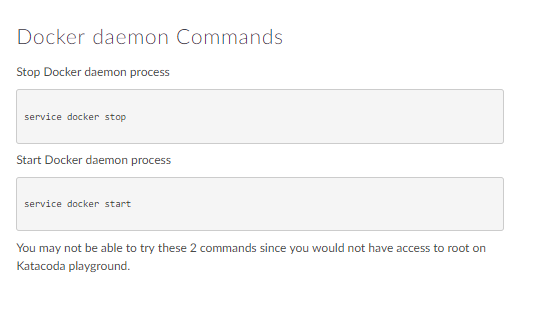 Docker daemon Commands
Stop Docker daemon process
service docker stop
Start Docker daemon process
service docker start
You may not be able to try these 2 commands since you would not have access to root on
Katacoda playground.